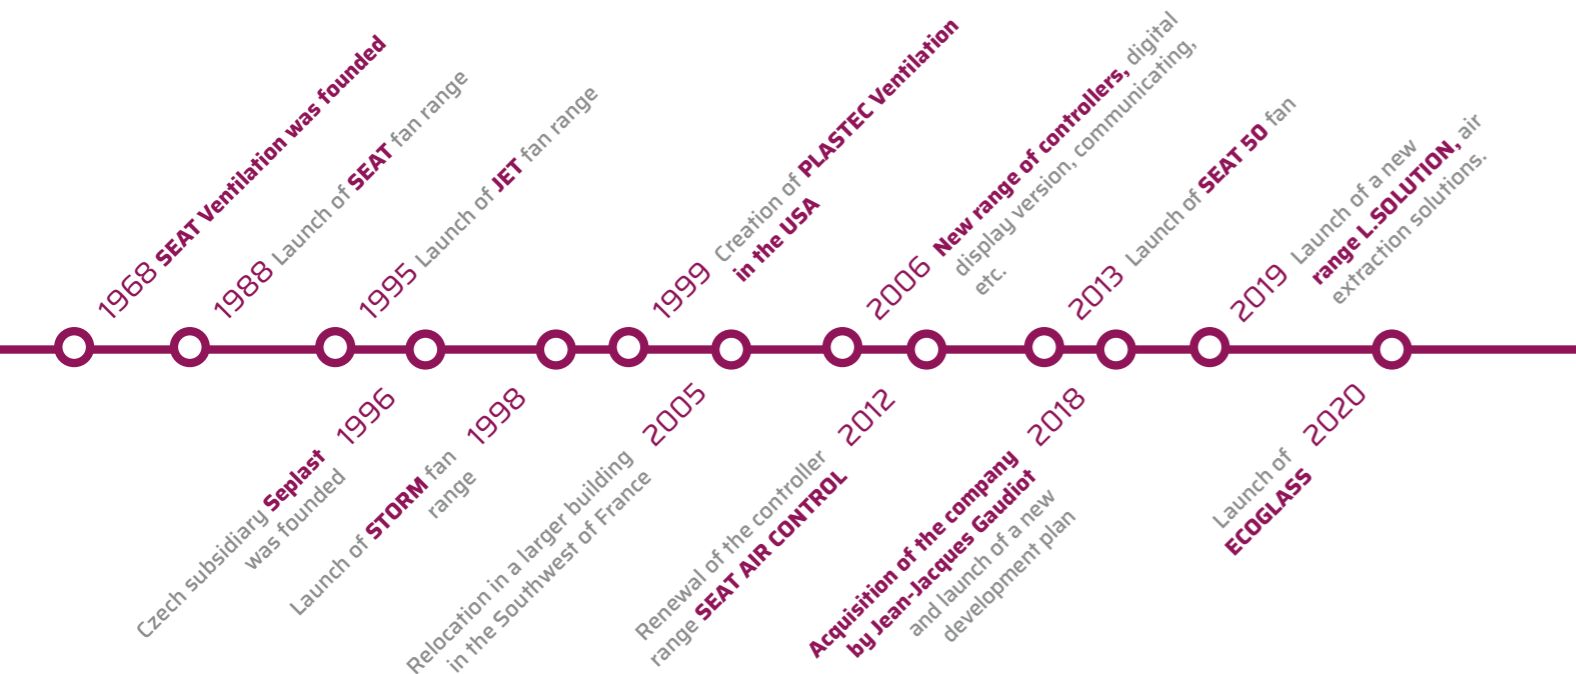 1968 SEAT Ventilation was founded
1988 Launch of SEAT fan range
1995 Launch of JET fan range
1999 Creation of PLASTEC Ventilation
in the USA
2006 New range of controllers, digital
display version, communicating,
etc.
2013 Launch of SEAT 50 fan
2019 Launch of a new
range L.SOLUTION, air
extraction solutions.
Czech subsidiary Seplast 1996
was founded
Launch of STORM fan 1998
range
Relocation in a larger building 2005
in the Southwest of France
Renewal of the controller 2012
range SEAT AIR CONTROL
Acquisition of the company 2018
by Jean-Jacques Gaudiot
and launch of a new
development plan
Launch of 2020
ECOGLASS